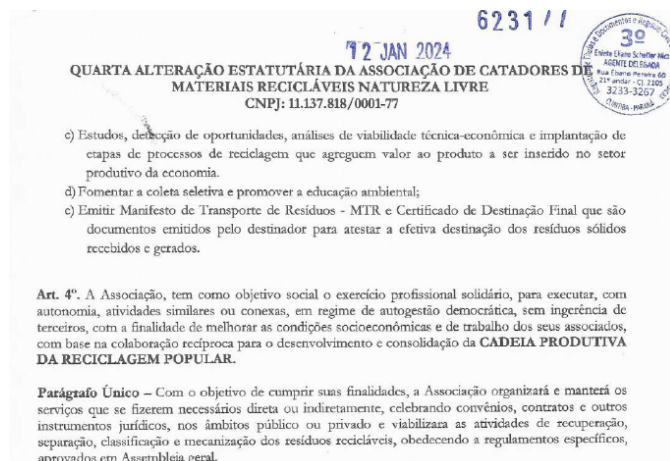 6231 / /
12 JAN 2024
3º
AGENTE DELEGADA
3233-3267
QUARTA ALTERAÇÃO ESTATUTÁRIA DA ASSOCIAÇÃO DE CATADORES DE
MATERIAIS RECICLÁVEIS NATUREZA LIVRE
CNPJ: 11.137.818/0001-77
c) Estudos, detecção de oportunidades, análises de viabilidade técnica-econômica e implantação de
etapas de processos de reciclagem que agreguem valor ao produto a ser inserido no setor
produtivo da economia.
d) Fomentar a coleta seletiva e promover a educação ambiental;
e) Emitir Manifesto de Transporte de Resíduos - MTR e Certificado de Destinação Final que são
documentos emitidos pelo destinador para atestar a efetiva destinação dos resíduos sólidos
recebidos e gerados.
Art. 4º. A Associação, tem como objetivo social o exercício profissional solidário, para executar, com
autonomia, atividades similares ou conexas, em regime de autogestão democrática, sem ingerência de
terceiros, com a finalidade de melhorar as condições socioeconômicas e de trabalho dos seus associados,
com base na colaboração recíproca para o desenvolvimento e consolidação da CADEIA PRODUTIVA
DA RECICLAGEM POPULAR.
Parágrafo Único – Com o objetivo de cumprir suas finalidades, a Associação organizará e manterá os
serviços que se fizerem necessários direta ou indiretamente, celebrando convênios, contratos e outros
instrumentos jurídicos, nos âmbitos público ou privado e viabilizara as atividades de recuperação,
separação, classificação e mecanização dos resíduos recicláveis, obedecendo a regulamentos específicos,
aprovados em Assembleia geral.